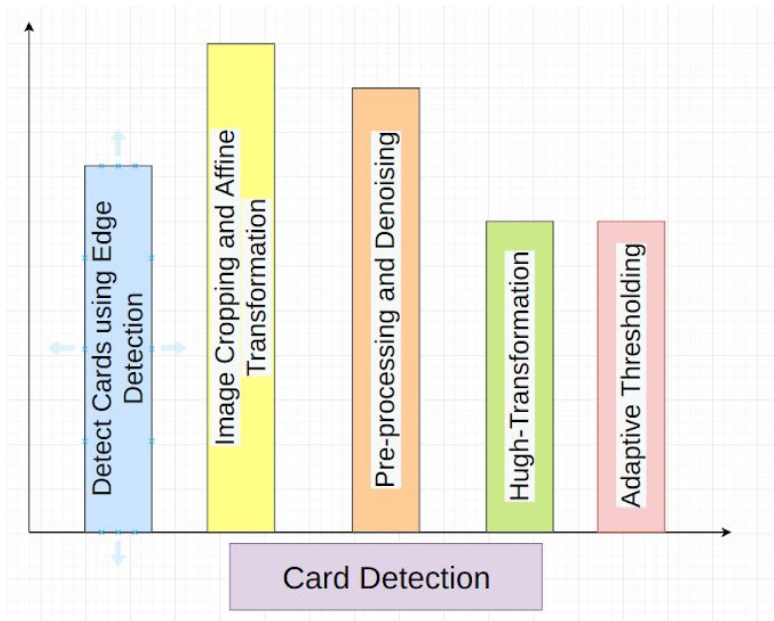 Detect Cards using Edge
Detection
Image Cropping and Affine
Transformation
Pre-processing and Denoising
Hugh-Transformation
Adaptive Thresholding
Card Detection